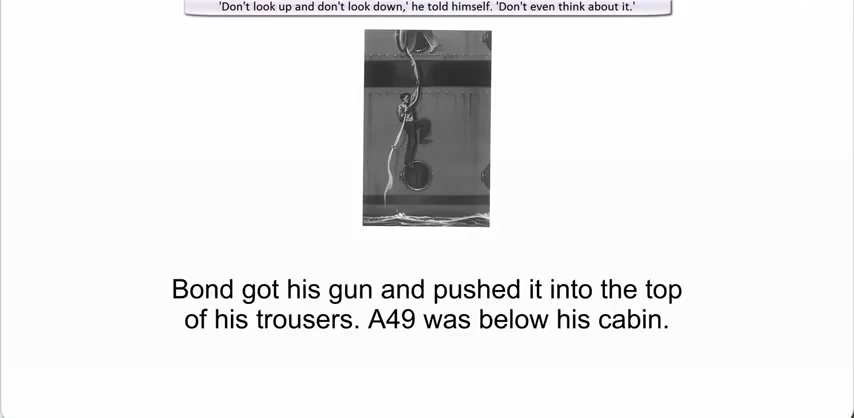 'Don't look up and don't look down,' he told himself. 'Don't even think about it.'
Bond got his gun and pushed it into the top
of his trousers. A49 was below his cabin.